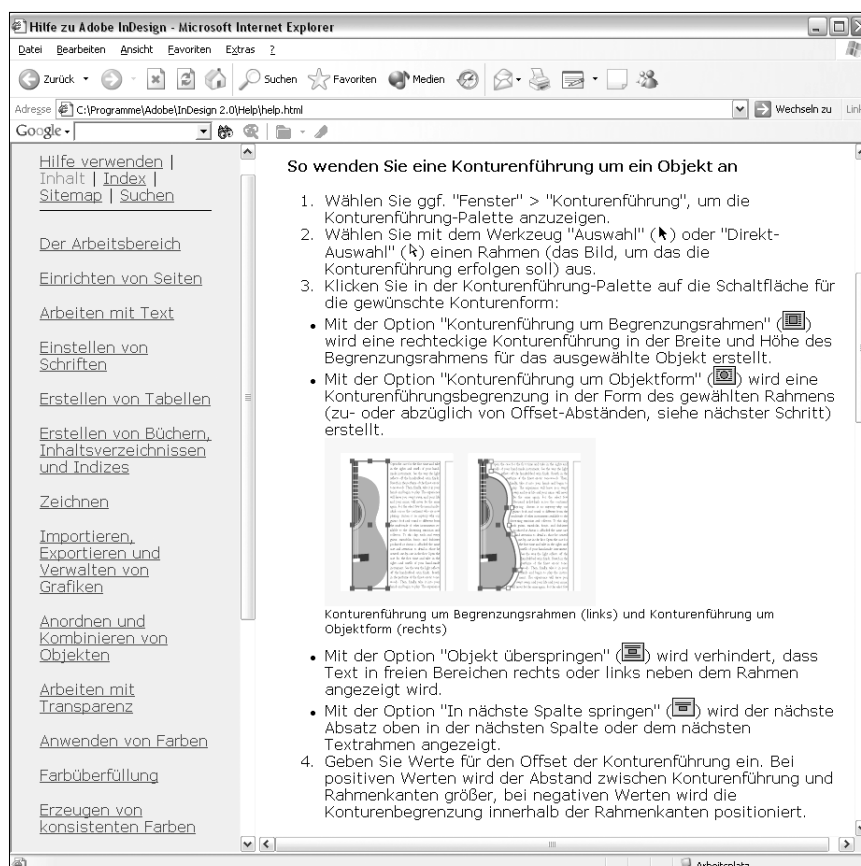 Hilfe zu Adobe InDesign - Microsoft Internet Explorer
Datei Bearbeiten Ansicht Favoriten Extras ?
Zurück Suchen Favoriten Medien
Adresse C:\Programme\Adobe\InDesign 2.0\Help\help.html Wechseln zu Link
Google
Hilfe verwenden |
Inhalt | Index |
Sitemap | Suchen
Der Arbeitsbereich
Einrichten von Seiten
Arbeiten mit Text
Einstellen von
Schriften
Erstellen von Tabellen
Erstellen von Büchern,
Inhaltsverzeichnissen
und Indizes
Zeichnen
Importieren,
Exportieren und
Verwalten von
Grafiken
Anordnen und
Kombinieren von
Objekten
Arbeiten mit
Transparenz
Anwenden von Farben
Farbüberfüllung
Erzeugen von
konsistenten Farben
So wenden Sie eine Konturenführung um ein Objekt an
1. Wählen Sie ggf. "Fenster" > "Konturenführung", um die
Konturenführung-Palette anzuzeigen.
2. Wählen Sie mit dem Werkzeug "Auswahl" ( ) oder "Direkt-
Auswahl" ( ) einen Rahmen (das Bild, um das die
Konturenführung erfolgen soll) aus.
3. Klicken Sie in der Konturenführung-Palette auf die Schaltfläche für
die gewünschte Konturenform:
• Mit der Option "Konturenführung um Begrenzungsrahmen" ( )
wird eine rechteckige Konturenführung in der Breite und Höhe des
Begrenzungsrahmens für das ausgewählte Objekt erstellt.
• Mit der Option "Konturenführung um Objektform" ( ) wird eine
Konturenführungsbegrenzung in der Form des gewählten Rahmens
(zu- oder abzüglich von Offset-Abständen, siehe nächster Schritt)
erstellt.
Konturenführung um Begrenzungsrahmen (links) und Konturenführung um
Objektform (rechts)
• Mit der Option "Objekt überspringen" ( ) wird verhindert, dass
Text in freien Bereichen rechts oder links neben dem Rahmen
angezeigt wird.
• Mit der Option "In nächste Spalte springen" ( ) wird der nächste
Absatz oben in der nächsten Spalte oder dem nächsten
Textrahmen angezeigt.
4. Geben Sie Werte für den Offset der Konturenführung ein. Bei
positiven Werten wird der Abstand zwischen Konturenführung und
Rahmenkanten größer, bei negativen Werten wird die
Konturenbegrenzung innerhalb der Rahmenkanten positioniert.
Arbeitsplatz